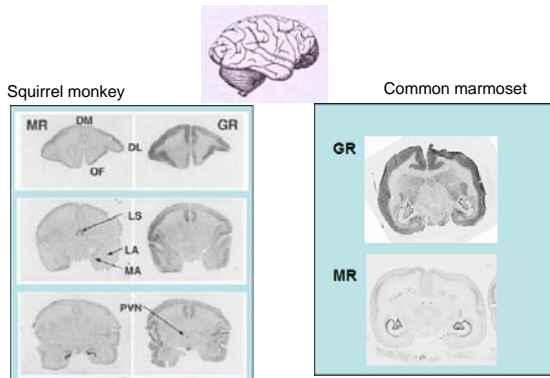 Squirrel monkey
MR DM GR
DL
OF
LS
LA
MA
PVN
Common marmoset
GR
MR